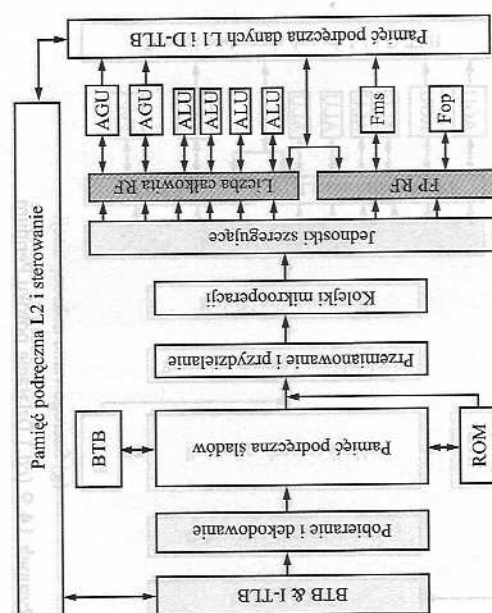 Pamięć podręczna L2 i sterowanie
BTB & I-TLB
Pobieranie i dekodowanie
BTB
Pamięć podręczna śladów
ROM
Przemianowanie i przydzielanie
Kolejki mikrooperacji
Jednostki szeregujące
Liczba całkowita RF
FP RF
AGU
AGU
ALU
ALU
ALU
ALU
Fms
Fop
Pamięć podręczna danych L1 i D-TLB